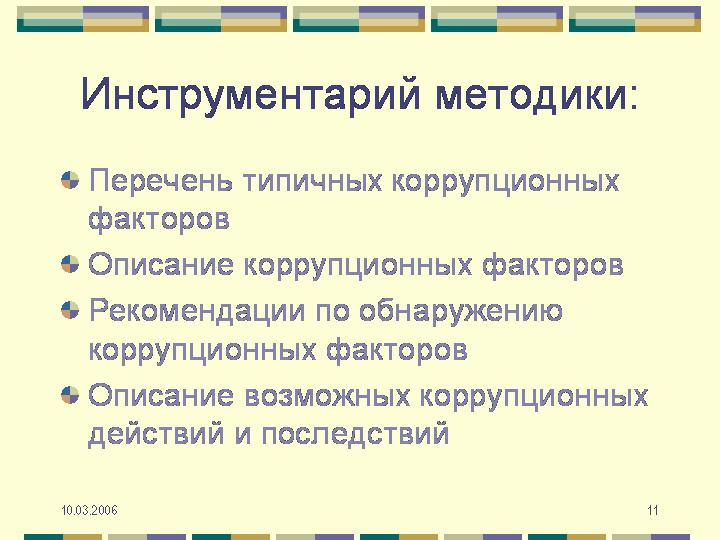 Инструментарий методики:
Перечень типичных коррупционных
факторов
Описание коррупционных факторов
Рекомендации по обнаружению
коррупционных факторов
Описание возможных коррупционных
действий и последствий
10.03.2006
11